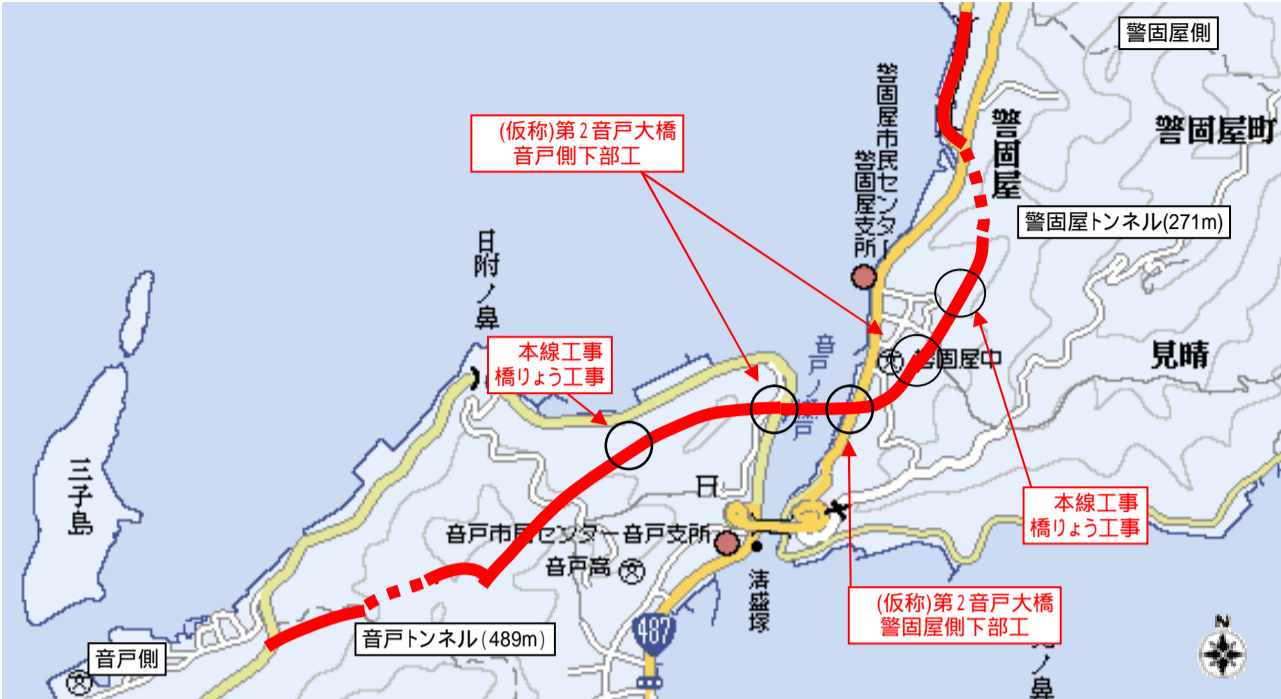 警固屋側
警固屋町
警固屋
警固屋市民センター
警固屋支所
(仮称)第2音戸大橋
音戸側下部工
警固屋トンネル(271m)
日附ノ鼻
音戸ノ瀬戸
本線工事
橋りょう工事
警固屋中
見晴
三子島
本線工事
橋りょう工事
音戸市民センター音戸支所
音戸高
清盛塚
(仮称)第2音戸大橋
警固屋側下部工
487
音戸トンネル(489m)
音戸側
ノ鼻
N